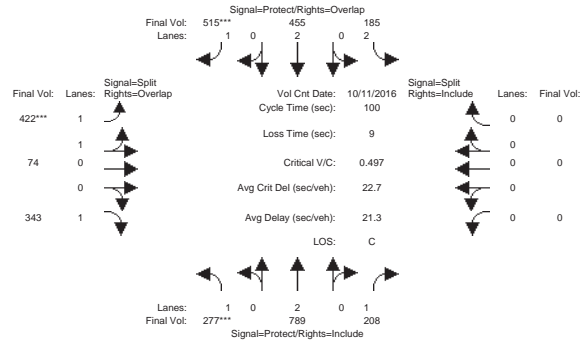 Signal=Protect/Rights=Overlap
Final Vol: 515*** 455 185
Lanes: 1 0 2 0 2
Signal=Split Signal=Split
Final Vol: Lanes: Rights=Overlap Vol Cnt Date: 10/11/2016 Rights=Include Lanes: Final Vol:
Cycle Time (sec): 100
422*** 1 0 0
Loss Time (sec): 9
1 0
74 0 Critical V/C: 0.497 0 0
0 Avg Crit Del (sec/veh): 22.7 0
343 1 Avg Delay (sec/veh): 21.3 0 0
LOS: C
Lanes: 1 0 2 0 1
Final Vol: 277*** 789 208
Signal=Protect/Rights=Include